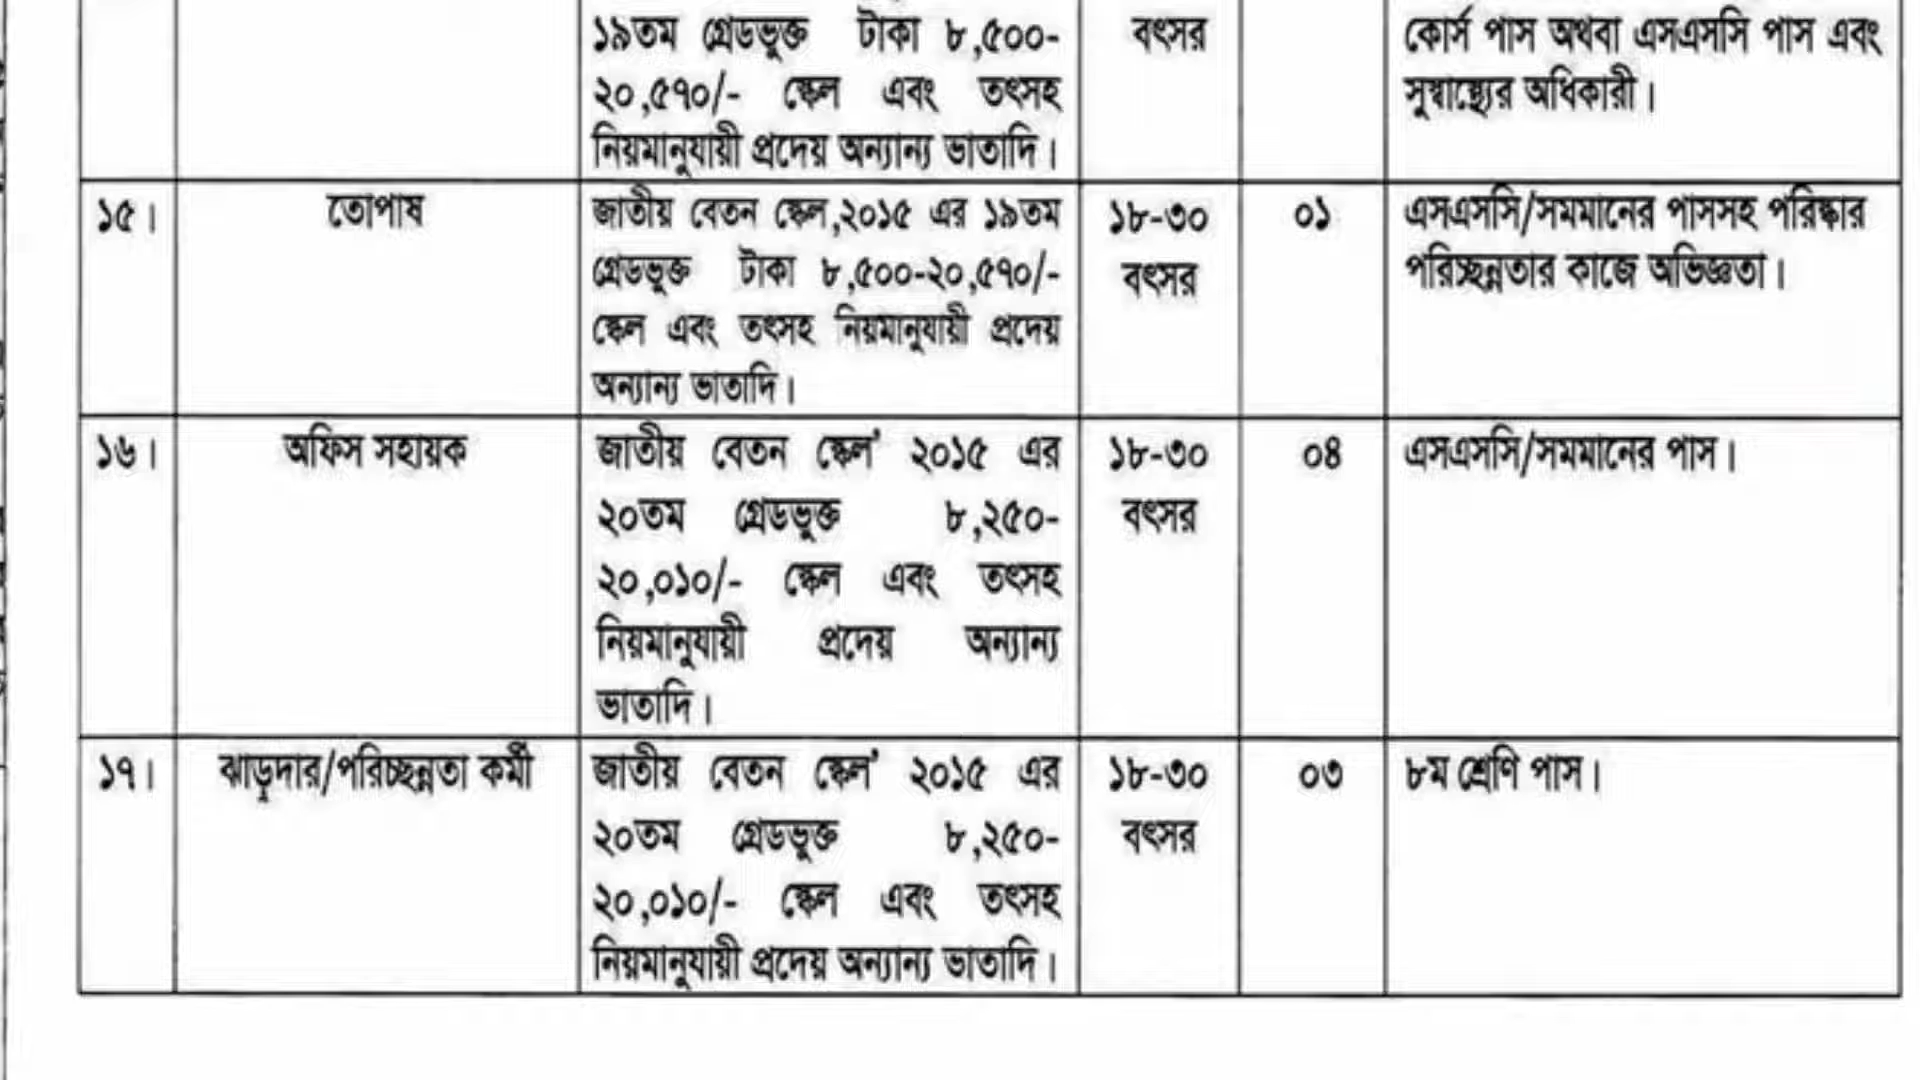 ১৯তম গ্রেডভুক্ত টাকা ৮,৫০০-
২০,৫৭০/- স্কেল এবং তৎসহ
নিয়মানুযায়ী প্রদেয় অন্যান্য ভাতাদি।
বৎসর
কোর্স পাস অথবা এসএসসি পাস এবং
সুস্বাস্থ্যের অধিকারী।
১৫।
তোপাষ
জাতীয় বেতন স্কেল,২০১৫ এর ১৯তম
গ্রেডভুক্ত টাকা ৮,৫০০-২০,৫৭০/-
স্কেল এবং তৎসহ নিয়মানুযায়ী প্রদেয়
অন্যান্য ভাতাদি।
১৮-৩০
বৎসর
০১
এসএসসি/সমমানের পাসসহ পরিষ্কার
পরিচ্ছন্নতার কাজে অভিজ্ঞতা।
১৬।
অফিস সহায়ক
জাতীয় বেতন স্কেল' ২০১৫ এর
২০তম গ্রেডভুক্ত ৮,২৫০-
২০,০১০/- স্কেল এবং তৎসহ
নিয়মানুযায়ী প্রদেয় অন্যান্য
ভাতাদি।
১৮-৩০
বৎসর
০৪
এসএসসি/সমমানের পাস।
১৭।
ঝাড়ুদার/পরিচ্ছন্নতা কর্মী
জাতীয় বেতন স্কেল' ২০১৫ এর
২০তম গ্রেডভুক্ত ৮,২৫০-
২০,০১০/- স্কেল এবং তৎসহ
নিয়মানুযায়ী প্রদেয় অন্যান্য ভাতাদি।
১৮-৩০
বৎসর
০৩
৮ম শ্রেণি পাস।